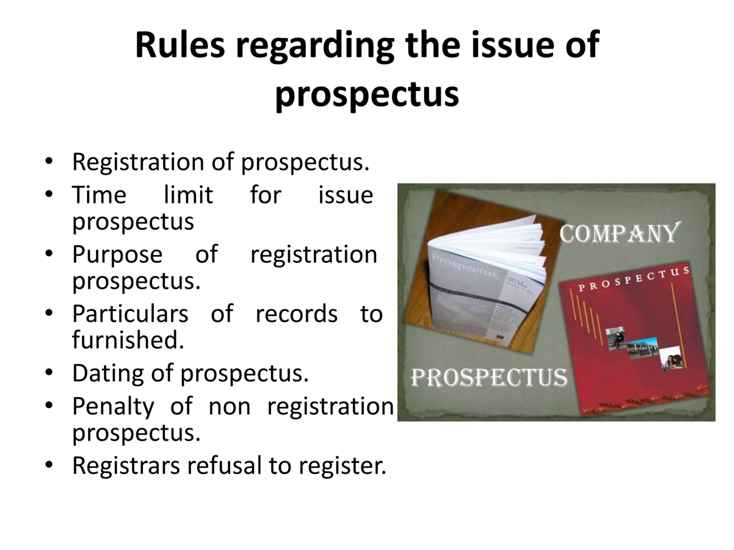 Rules regarding the issue of
prospectus
• Registration of prospectus.
• Time limit for issue
prospectus
• Purpose of registration
prospectus.
• Particulars of records to
furnished.
• Dating of prospectus.
• Penalty of non registration
prospectus.
• Registrars refusal to register.
COMPANY
PROSPECTUS
PROSPECTUS